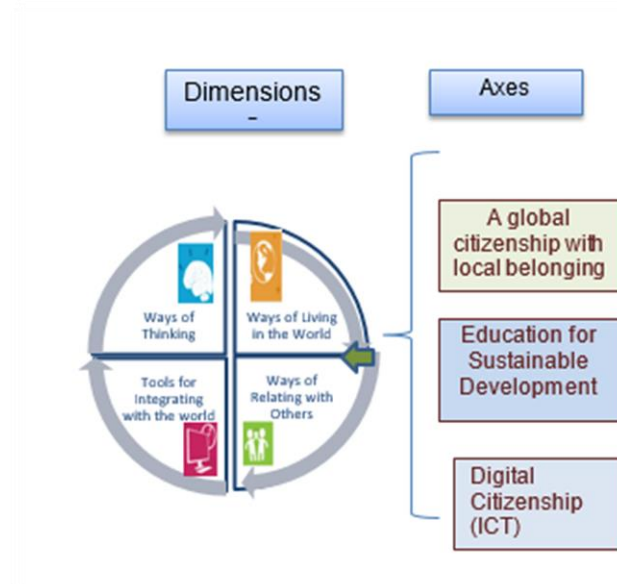 Dimensions
-
Axes
Ways of
Thinking
Ways of Living
in the World
Tools for
Integrating
with the world
Ways of
Relating with
Others
A global
citizenship with
local belonging
Education for
Sustainable
Development
Digital
Citizenship
(ICT)